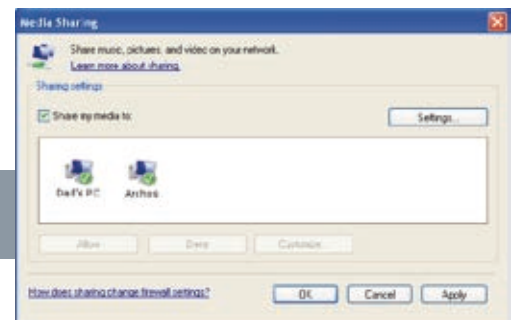 Media Sharing
Share music, pictures, and video on your network.
Learn more about sharing.
Sharing settings
Share my media to:
Settings...
Dad's PC
Archos
Allow
Deny
Customize...
How does sharing change firewall settings?
OK
Cancel
Apply